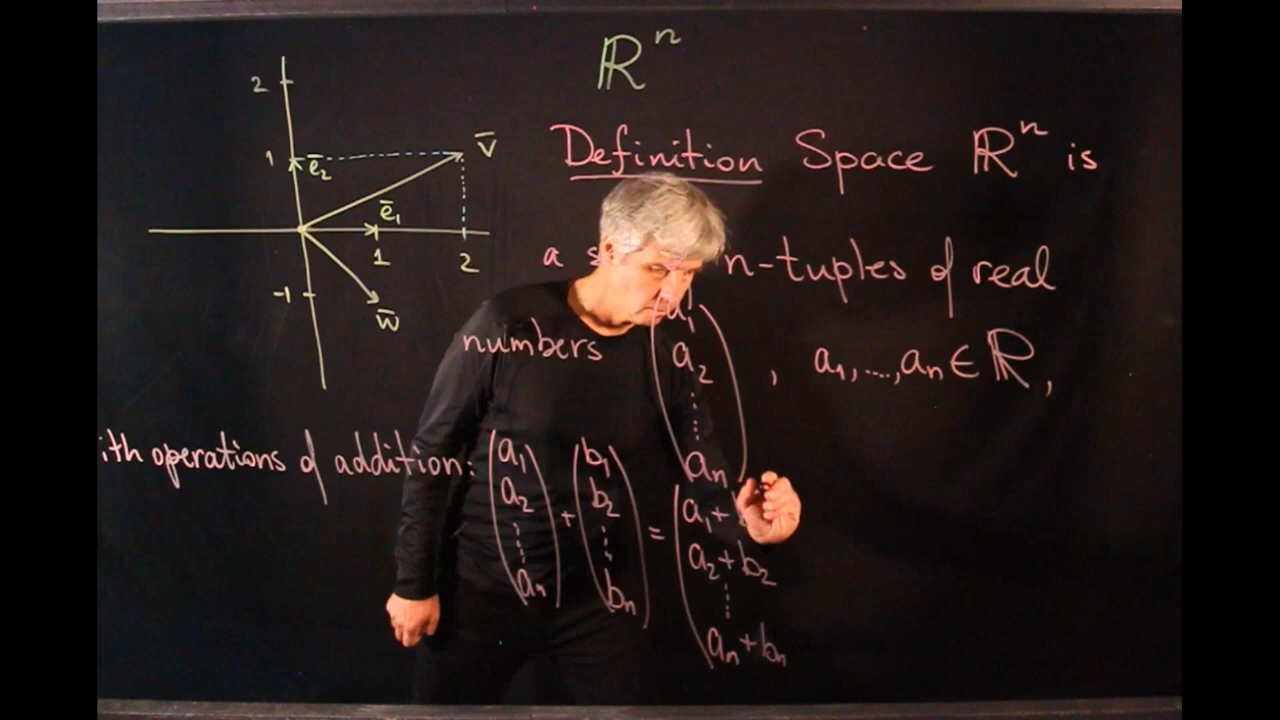 ℝⁿ
2
1
ē₂
v̄
ē₁
1
2
-1
w̄
Definition Space ℝⁿ is
a n-tuples of real
numbers (a₁ a₂ ⋮ aₙ), a₁,....,aₙ ∈ ℝ,
ith operations of addition: (a₁ a₂ ⋮ aₙ) + (b₁ b₂ ⋮ bₙ) = (a₁+ a₂+b₂ ⋮ aₙ+bₙ